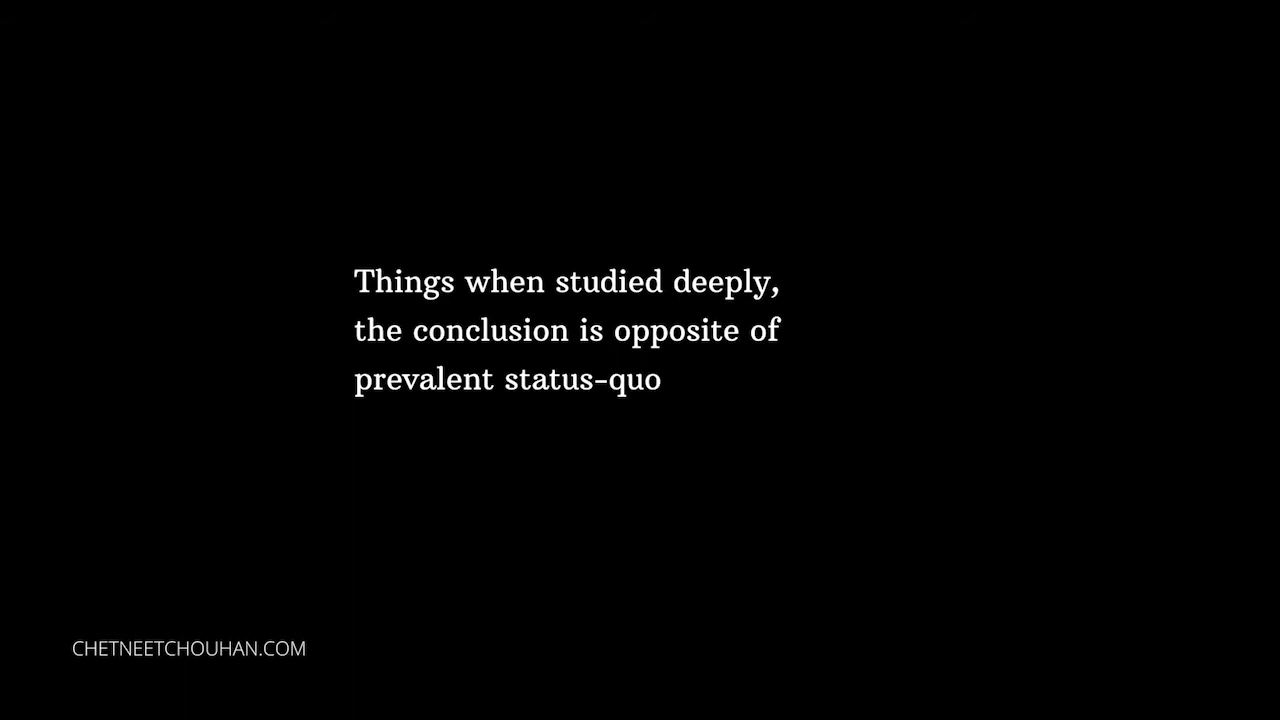 Things when studied deeply,
the conclusion is opposite of
prevalent status-quo
CHETNEETCHOUHAN.COM